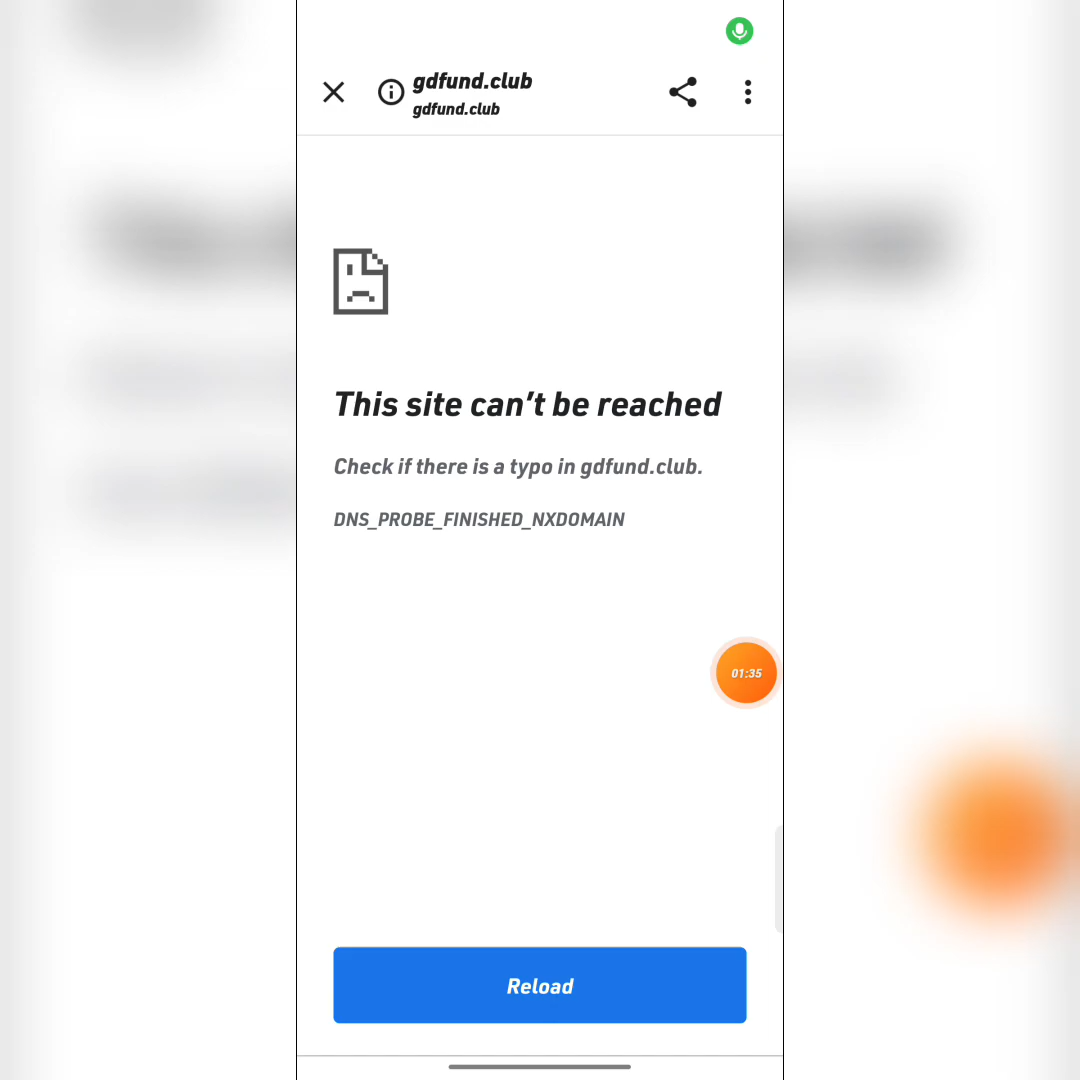 gdfund.club
gdfund.club
This site can't be reached
Check if there is a typo in gdfund.club.
DNS_PROBE_FINISHED_NXDOMAIN
01:35
Reload